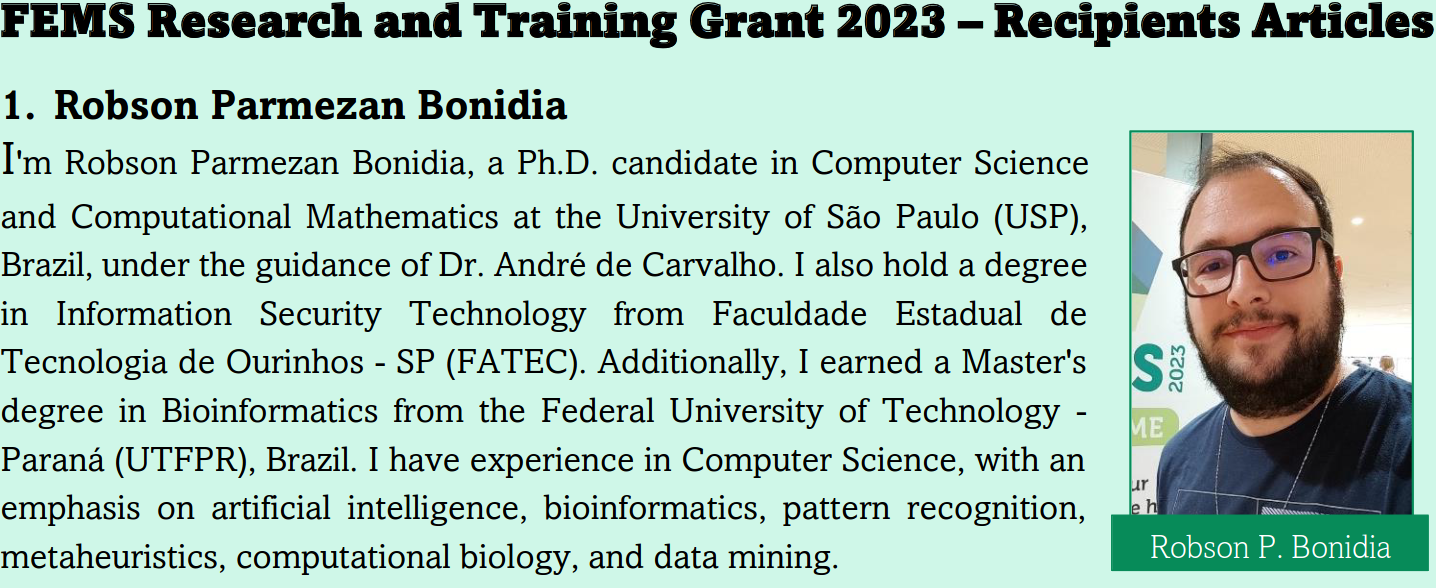 FEMS Research and Training Grant 2023 – Recipients Articles
1. Robson Parmezan Bonidia
I'm Robson Parmezan Bonidia, a Ph.D. candidate in Computer Science
and Computational Mathematics at the University of São Paulo (USP),
Brazil, under the guidance of Dr. André de Carvalho. I also hold a degree
in Information Security Technology from Faculdade Estadual de
Tecnologia de Ourinhos - SP (FATEC). Additionally, I earned a Master's
degree in Bioinformatics from the Federal University of Technology -
Paraná (UTFPR), Brazil. I have experience in Computer Science, with an
emphasis on artificial intelligence, bioinformatics, pattern recognition,
metaheuristics, computational biology, and data mining.
S 2023
ME
ur
e h
Robson P. Bonidia